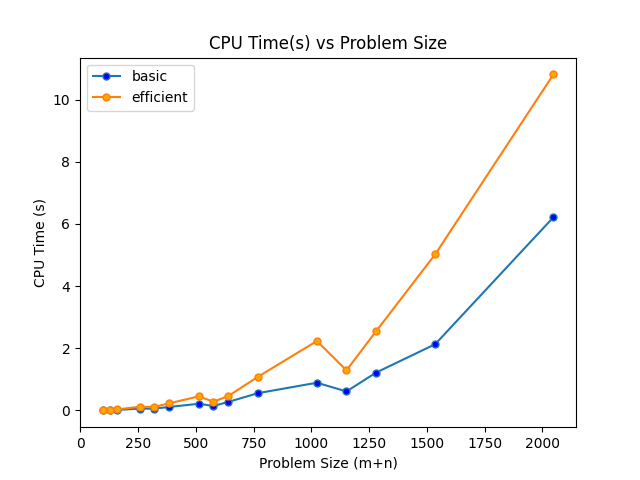 CPU Time(s) vs Problem Size
basic
efficient
10
8
6
4
2
0
CPU Time (s)
0 250 500 750 1000 1250 1500 1750 2000
Problem Size (m+n)